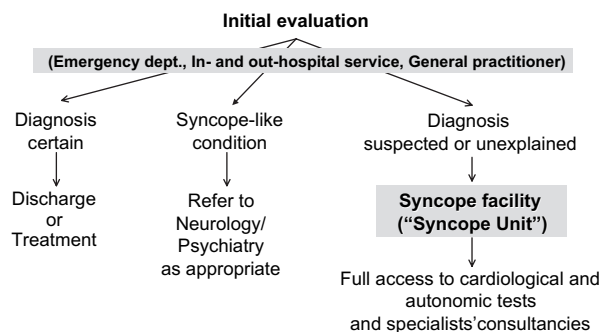 Initial evaluation
(Emergency dept., In- and out-hospital service, General practitioner)
Diagnosis
certain
Discharge
or
Treatment
Syncope-like
condition
Refer to
Neurology/
Psychiatry
as appropriate
Diagnosis
suspected or unexplained
Syncope facility
(“Syncope Unit”)
Full access to cardiological and
autonomic tests
and specialists’consultancies